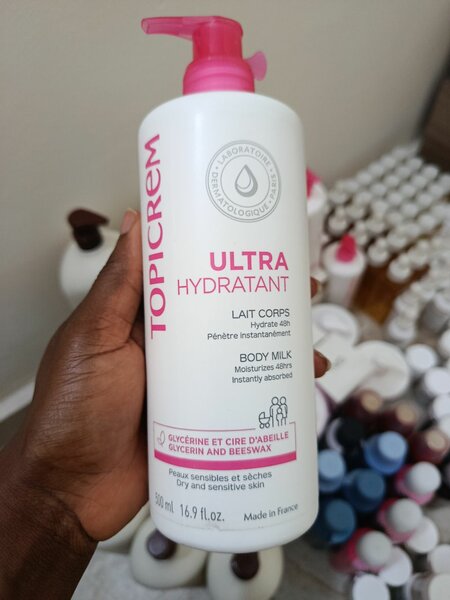 TOPICREM
LABORATOIRE
DERMATOLOGIQUE • PARIS
ULTRA
HYDRATANT
LAIT CORPS
Hydrate 48h
Pénètre instantanément
BODY MILK
Moisturizes 48hrs
Instantly absorbed
GLYCÉRINE ET CIRE D'ABEILLE
GLYCERIN AND BEESWAX
Peaux sensibles et sèches
Dry and sensitive skin
500 ml 16.9 fl.oz. Made in France